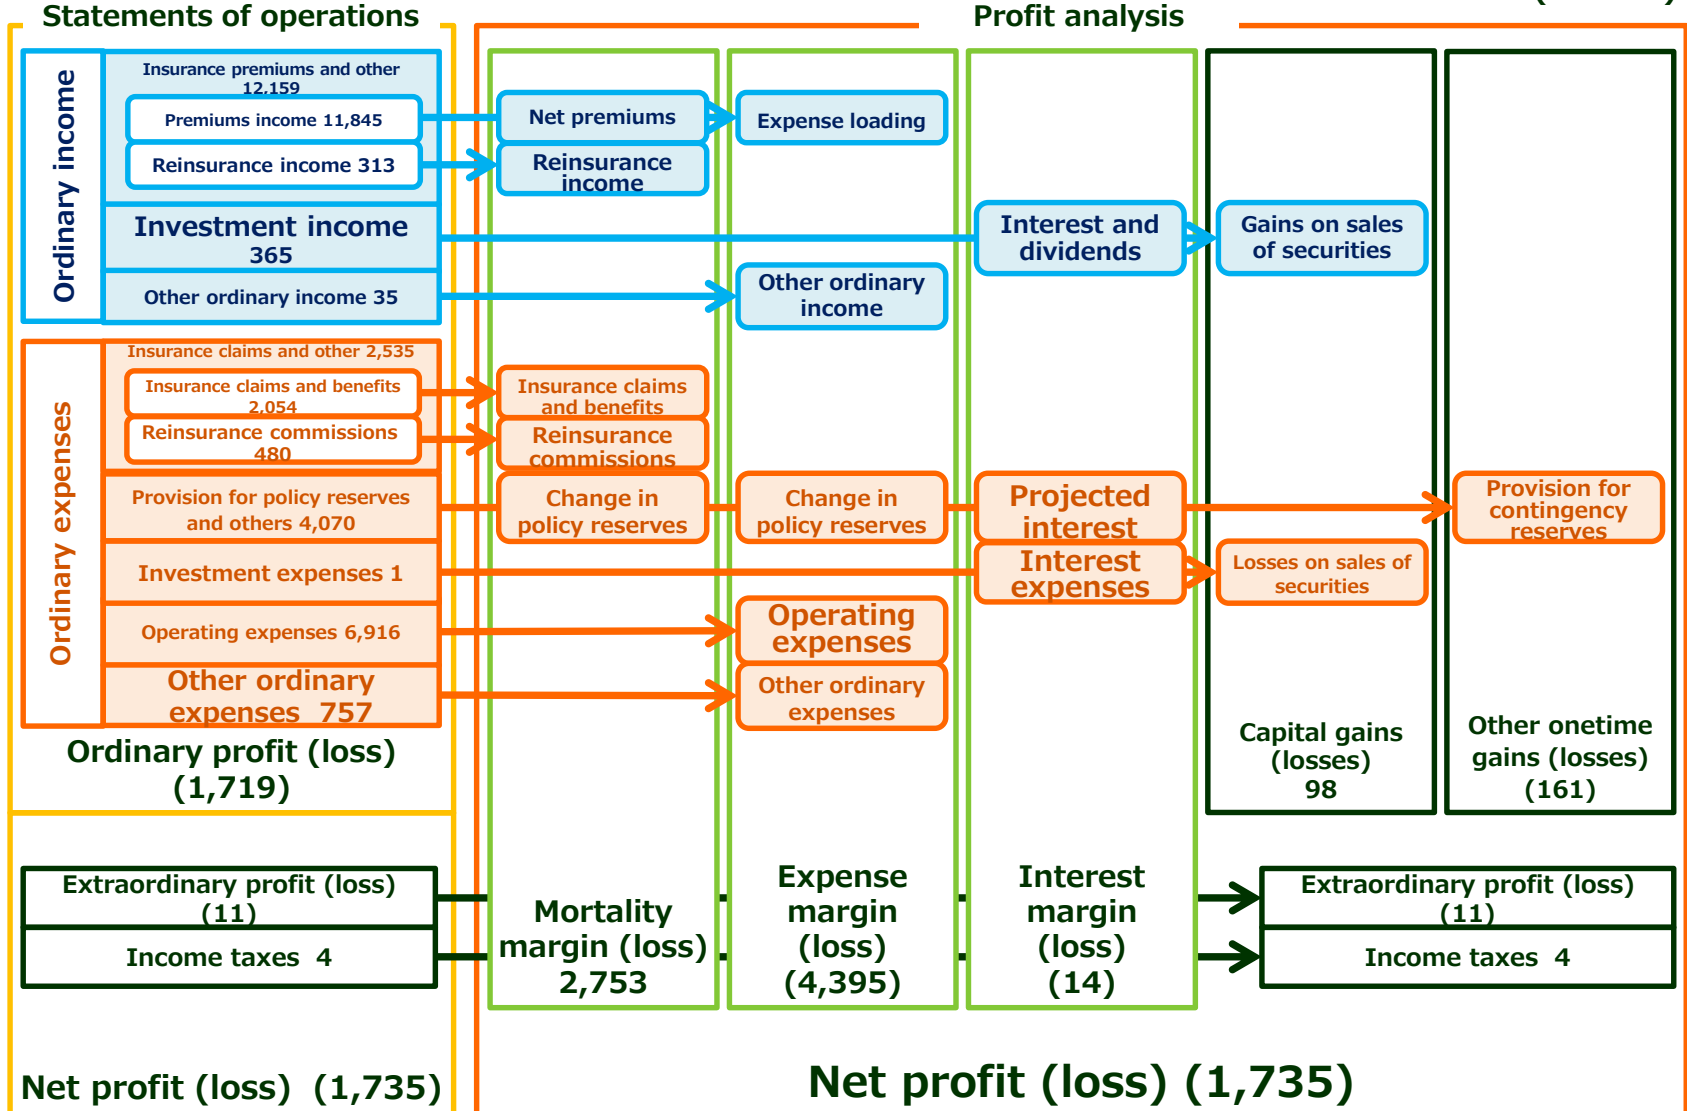 Statements of operations
Profit analysis
Ordinary income
Insurance premiums and other
12,159
Premiums income 11,845
Reinsurance income 313
Investment income
365
Other ordinary income 35
Net premiums
Reinsurance
income
Expense loading
Other ordinary
income
Interest and
dividends
Gains on sales
of securities
Ordinary expenses
Insurance claims and other 2,535
Insurance claims and benefits
2,054
Reinsurance commissions
480
Provision for policy reserves
and others 4,070
Investment expenses 1
Operating expenses 6,916
Other ordinary
expenses 757
Insurance claims
and benefits
Reinsurance
commissions
Change in
policy reserves
Change in
policy reserves
Projected
interest
Provision for
contingency
reserves
Interest
expenses
Losses on sales of
securities
Operating
expenses
Other ordinary
expenses
Ordinary profit (loss)
(1,719)
Capital gains
(losses)
98
Other onetime
gains (losses)
(161)
Extraordinary profit (loss)
(11)
Income taxes 4
Mortality
margin (loss)
2,753
Expense
margin
(loss)
(4,395)
Interest
margin
(loss)
(14)
Extraordinary profit (loss)
(11)
Income taxes 4
Net profit (loss) (1,735)
Net profit (loss) (1,735)